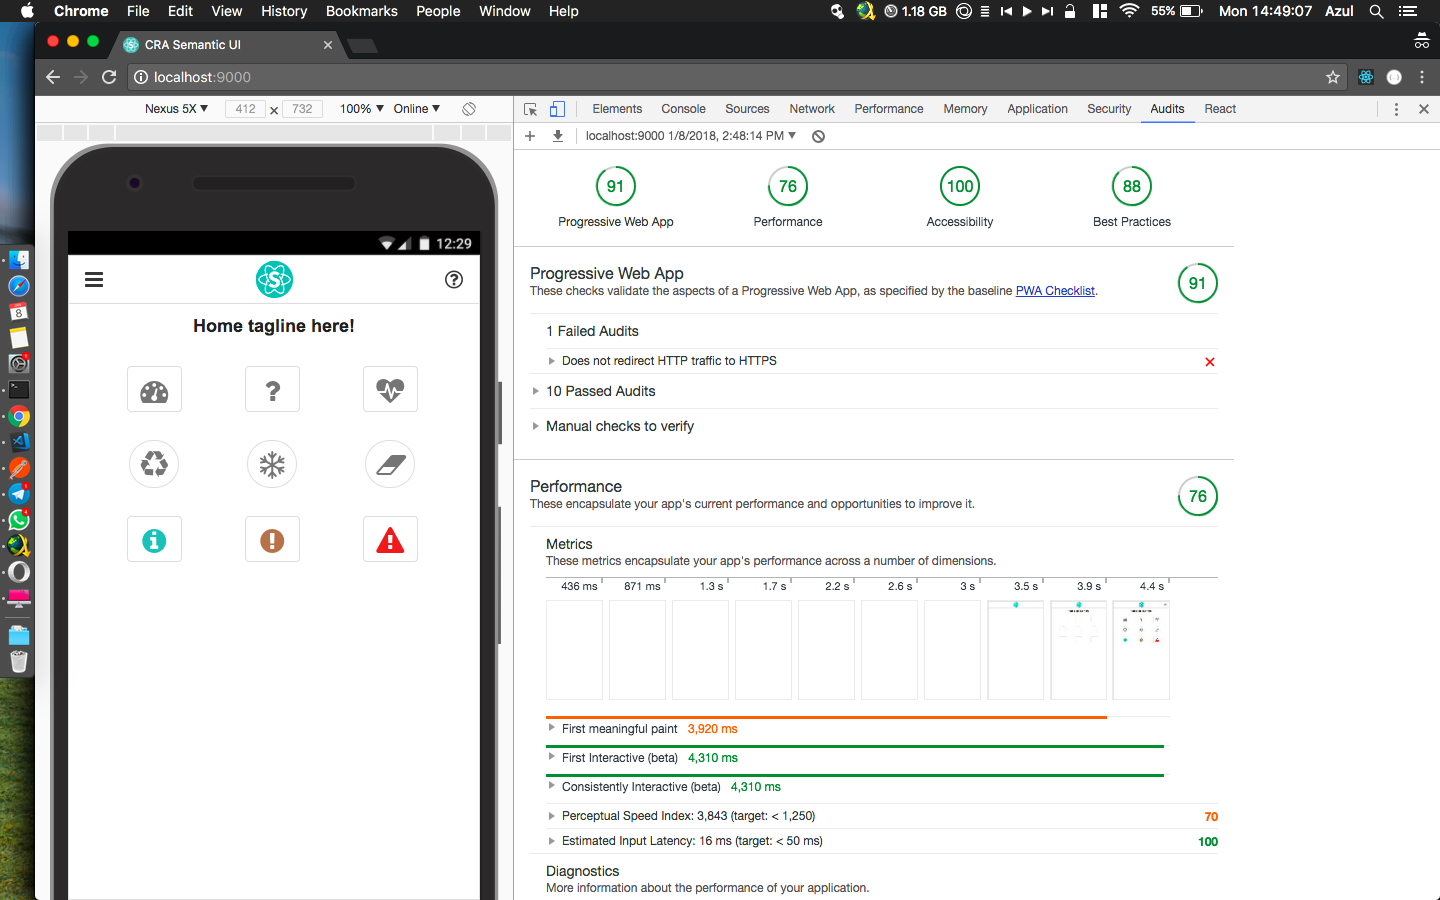 Chrome File Edit View History Bookmarks People Window Help 1.18 GB 55% Mon 14:49:07 Azul
CRA Semantic UI
localhost:9000
Nexus 5X 412 × 732 100% Online
Elements Console Sources Network Performance Memory Application Security Audits React
localhost:9000 1/8/2018, 2:48:14 PM
91 76 100 88
Progressive Web App Performance Accessibility Best Practices
12:29
S
Home tagline here!
8
Progressive Web App
These checks validate the aspects of a Progressive Web App, as specified by the baseline PWA Checklist.
91
1 Failed Audits
Does not redirect HTTP traffic to HTTPS
10 Passed Audits
Manual checks to verify
Performance
These encapsulate your app's current performance and opportunities to improve it.
76
Metrics
These metrics encapsulate your app's performance across a number of dimensions.
436 ms 871 ms 1.3 s 1.7 s 2.2 s 2.6 s 3 s 3.5 s 3.9 s 4.4 s
First meaningful paint 3,920 ms
First Interactive (beta) 4,310 ms
Consistently Interactive (beta) 4,310 ms
Perceptual Speed Index: 3,843 (target: < 1,250) 70
Estimated Input Latency: 16 ms (target: < 50 ms) 100
Diagnostics
More information about the performance of your application.